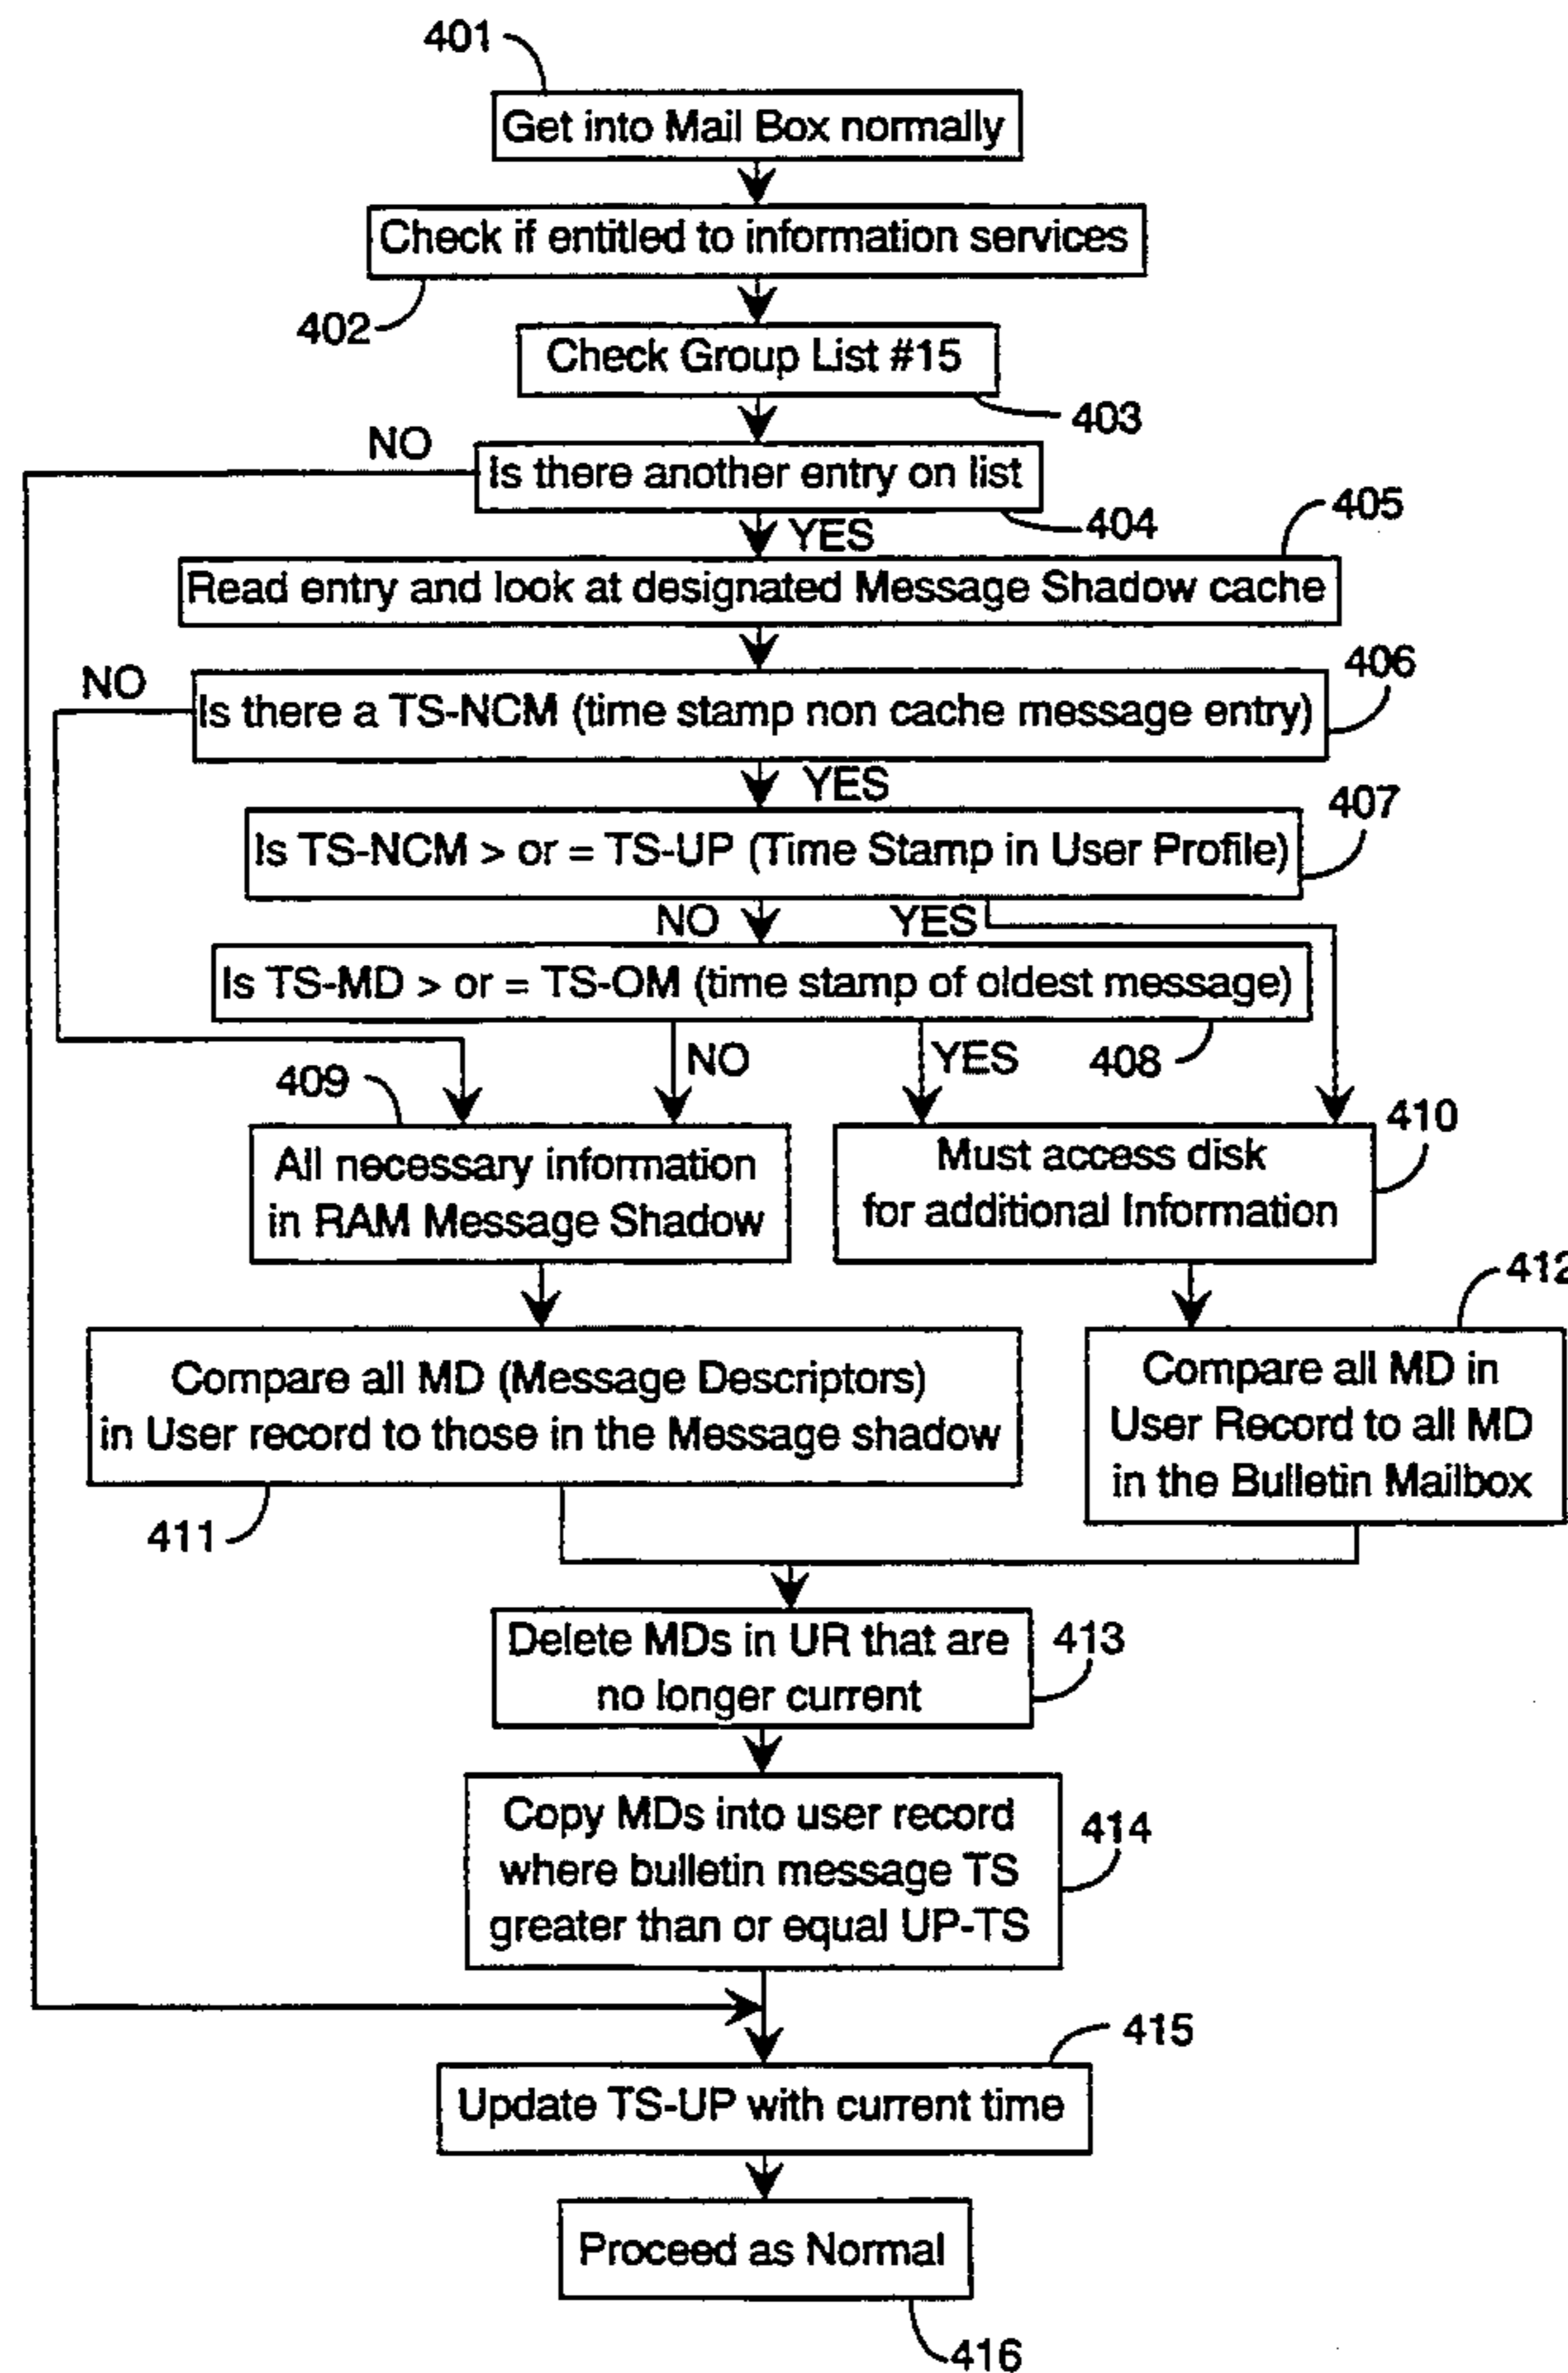 401
Get into Mail Box normally
Check if entitled to information services
402
Check Group List #15
403
NO
Is there another entry on list
404
YES
405
Read entry and look at designated Message Shadow cache
406
NO
Is there a TS-NCM (time stamp non cache message entry)
YES
407
Is TS-NCM > or = TS-UP (Time Stamp in User Profile)
NO
YES
Is TS-MD > or = TS-OM (time stamp of oldest message)
NO
YES
408
409
410
All necessary information
in RAM Message Shadow
Must access disk
for additional Information
412
Compare all MD (Message Descriptors)
in User record to those in the Message shadow
411
Compare all MD in
User Record to all MD
in the Bulletin Mailbox
Delete MDs in UR that are
no longer current
413
Copy MDs into user record
where bulletin message TS
greater than or equal UP-TS
414
415
Update TS-UP with current time
Proceed as Normal
416